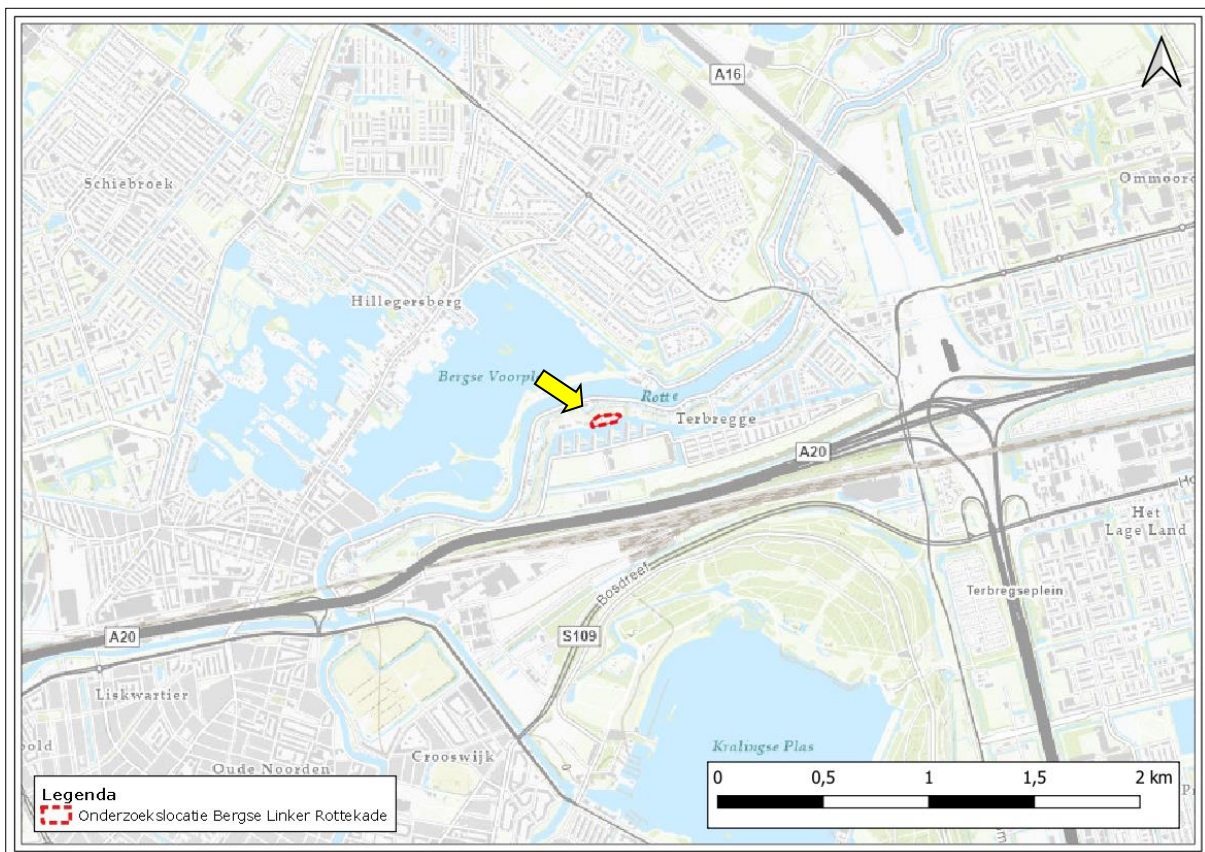 A16
Schiebroek
Ommoord
Hillegersberg
Bergse Voorpl
Rotte
Terbregge
A20
Het
Lage Land
Bosdreef
Terbregseplein
A20
S109
Liskwartier
Crooswijk
Kralingse Plas
Oude Noorden
0 0,5 1 1,5 2 km
Legenda
Onderzoekslocatie Bergse Linker Rottekade